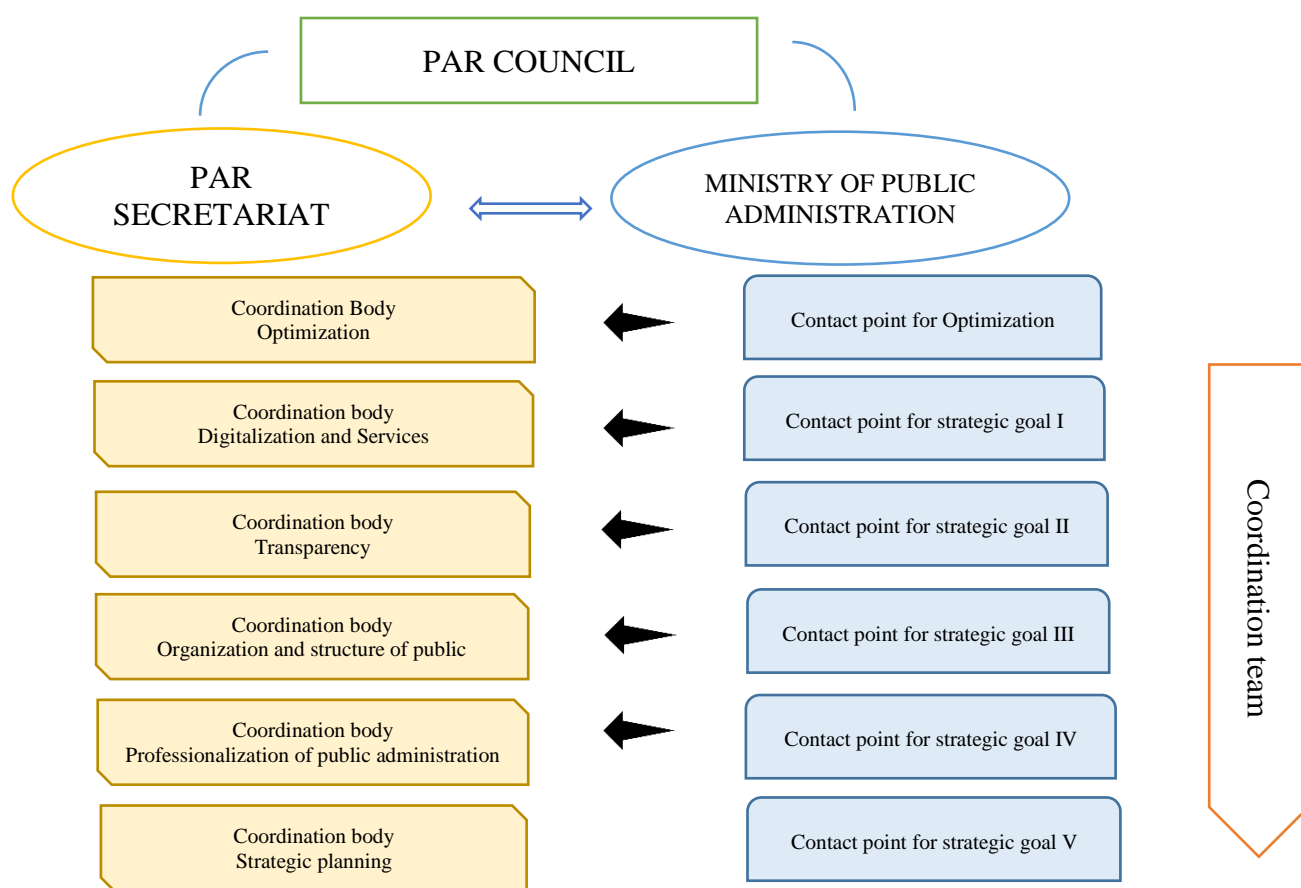 PAR COUNCIL
PAR
SECRETARIAT
MINISTRY OF PUBLIC
ADMINISTRATION
Coordination Body
Optimization
Contact point for Optimization
Coordination body
Digitalization and Services
Contact point for strategic goal I
Coordination body
Transparency
Contact point for strategic goal II
Coordination body
Organization and structure of public
Contact point for strategic goal III
Coordination body
Professionalization of public administration
Contact point for strategic goal IV
Coordination body
Strategic planning
Contact point for strategic goal V
Coordination team